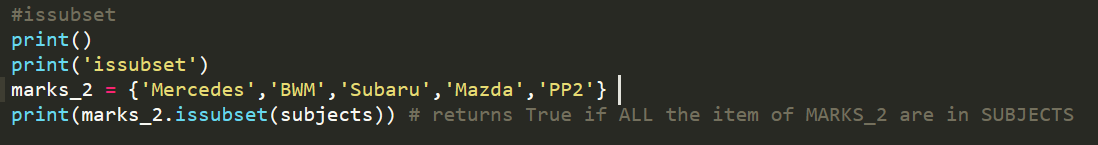 #issubset
print()
print('issubset')
marks_2 = {'Mercedes','BWM','Subaru','Mazda','PP2'}
print(marks_2.issubset(subjects)) # returns True if ALL the item of MARKS_2 are in SUBJECTS